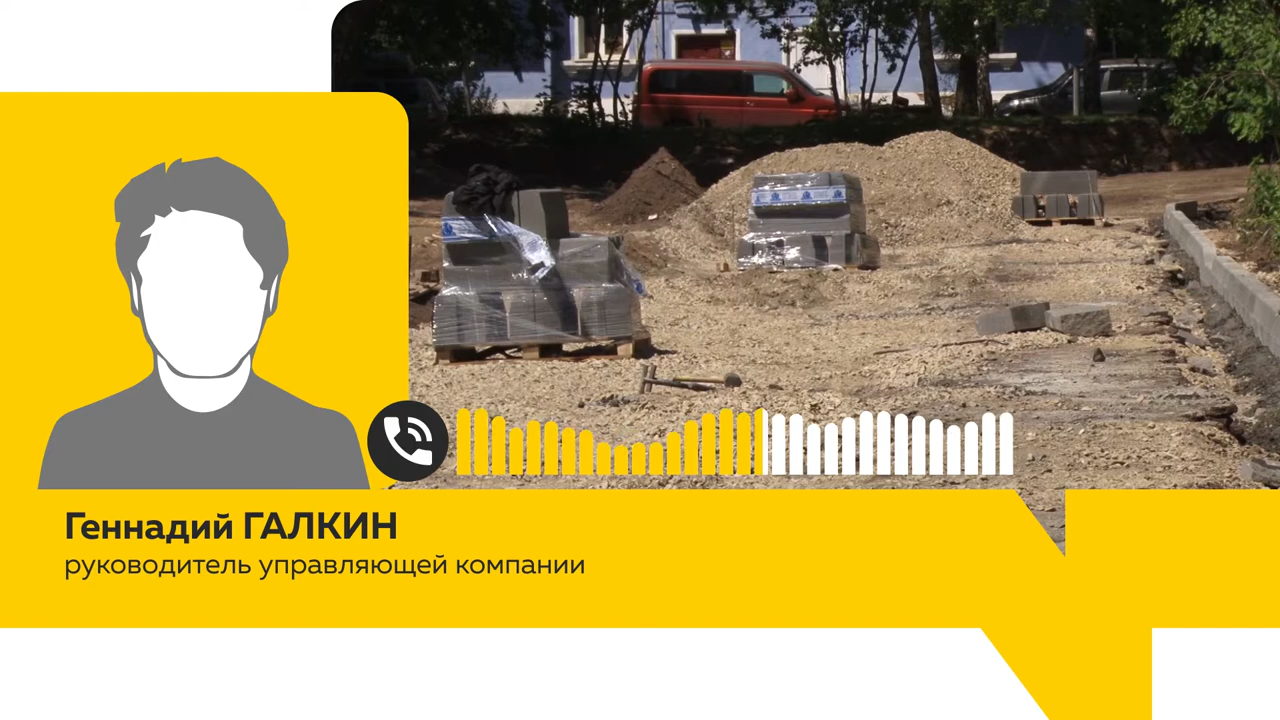 Геннадий ГАЛКИН
руководитель управляющей компании